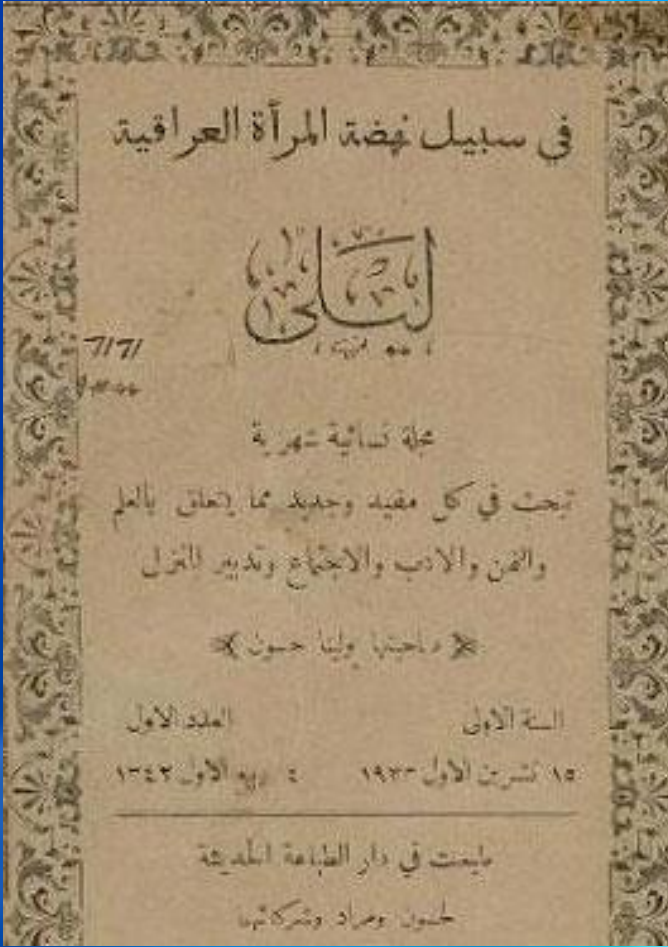 في سبيل نهضة المرآة العراقية
ليلى
مجلة نسائية شهرية
تبحث في كل مفيد وجديد مما يتعلق بالعلم
والفن والادب والاجتماع وتدبير المنزل
صاحبتها بولينا حسون
السنة الاولى العدد الاول
١٥ تشرين الاول ١٩٢٣ ٤ ربيع الاول ١٣٤٢
طبعت في دار الطباعة الحديثة
لحسون ومراد وشركائهما